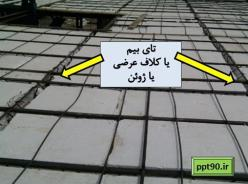 تای بیم
یا کلاف عرضی
یا ژوئن
ppt90.ir